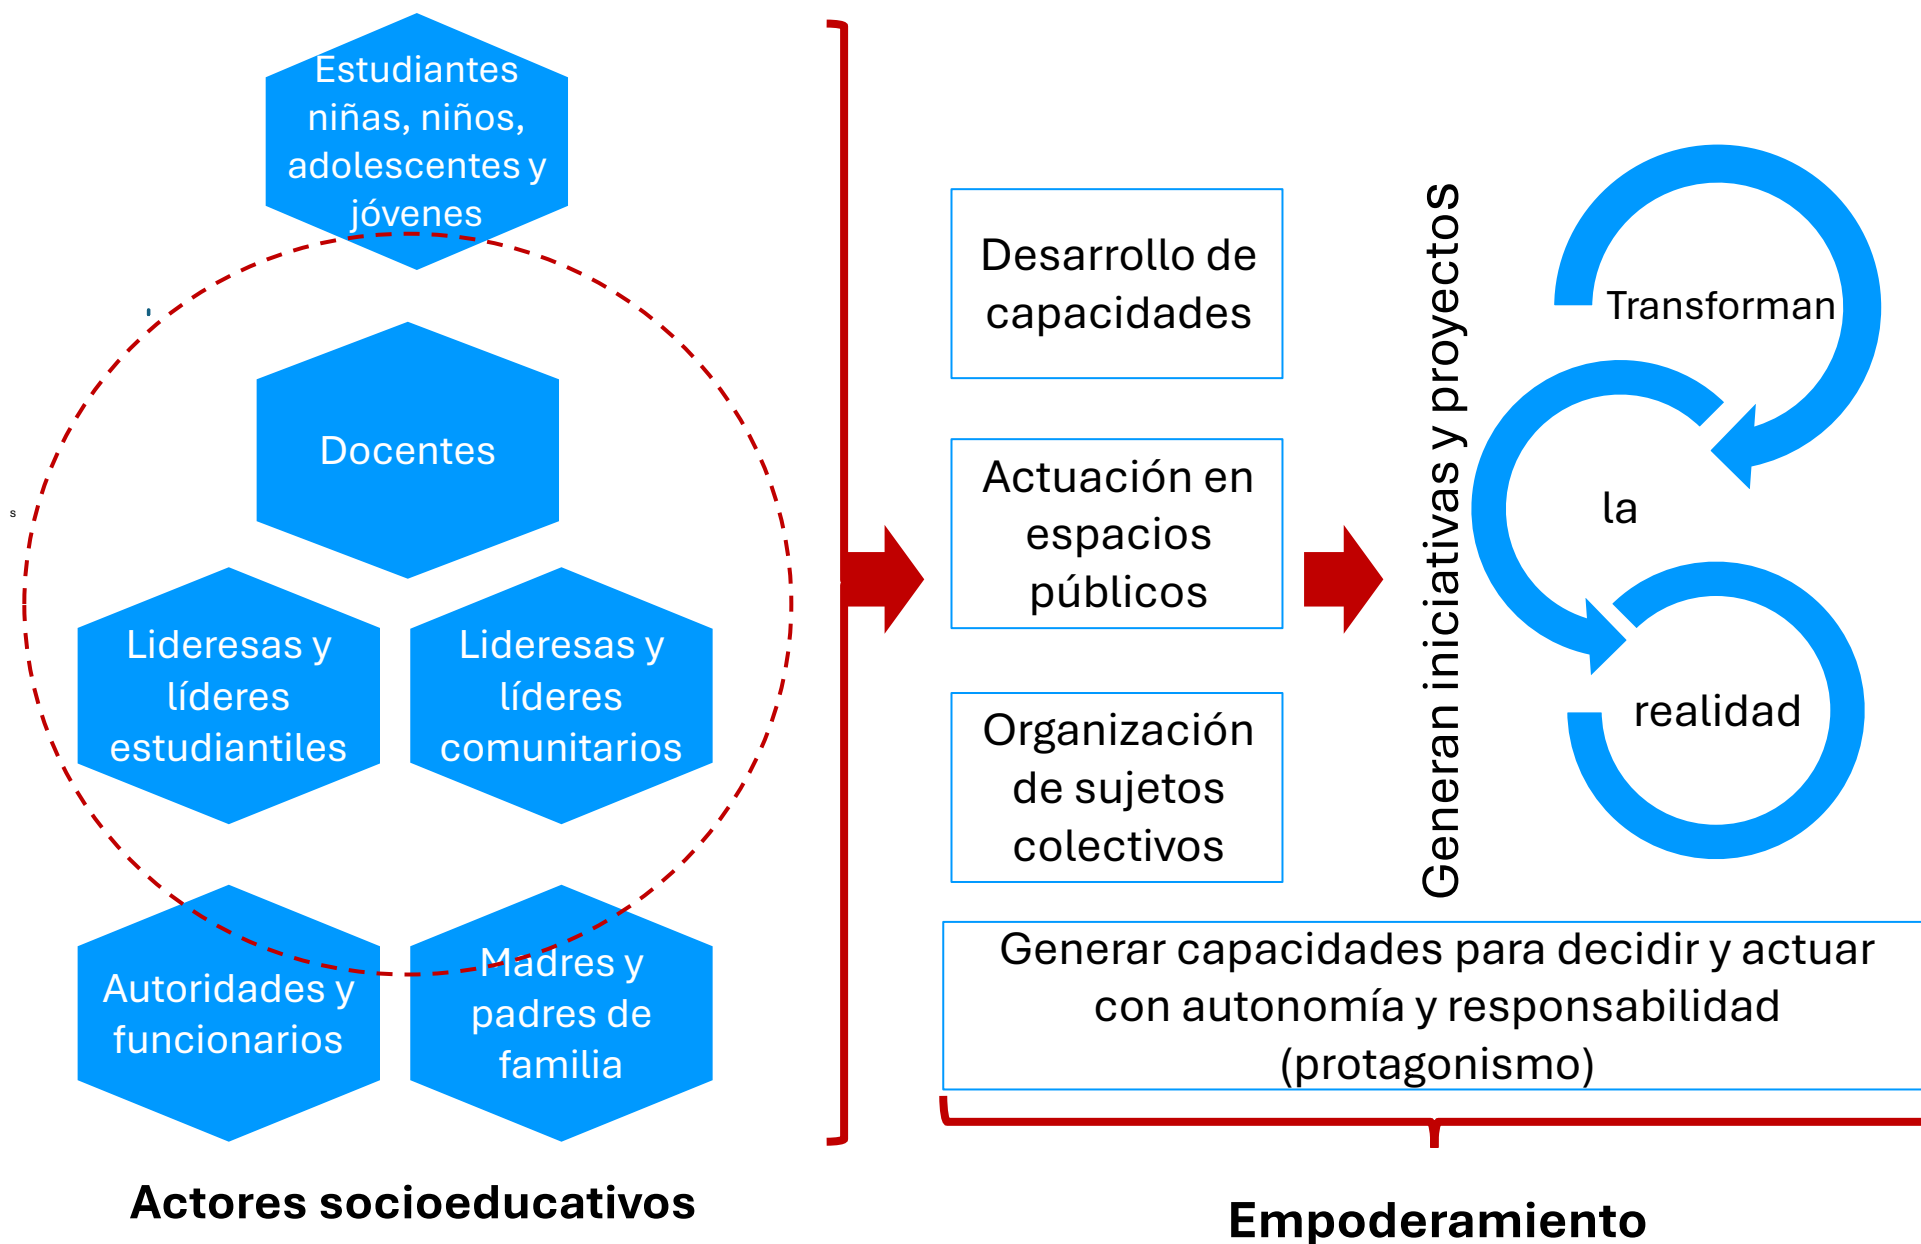 Estudiantes
niñas, niños,
adolescentes y
jóvenes
Docentes
s
Lideresas y
líderes
estudiantiles
Lideresas y
líderes
comunitarios
Autoridades y
funcionarios
Madres y
padres de
familia
Actores socioeducativos
Desarrollo de
capacidades
Actuación en
espacios
públicos
Organización
de sujetos
colectivos
Generan iniciativas y proyectos
Transforman
la
realidad
Generar capacidades para decidir y actuar
con autonomía y responsabilidad
(protagonismo)
Empoderamiento